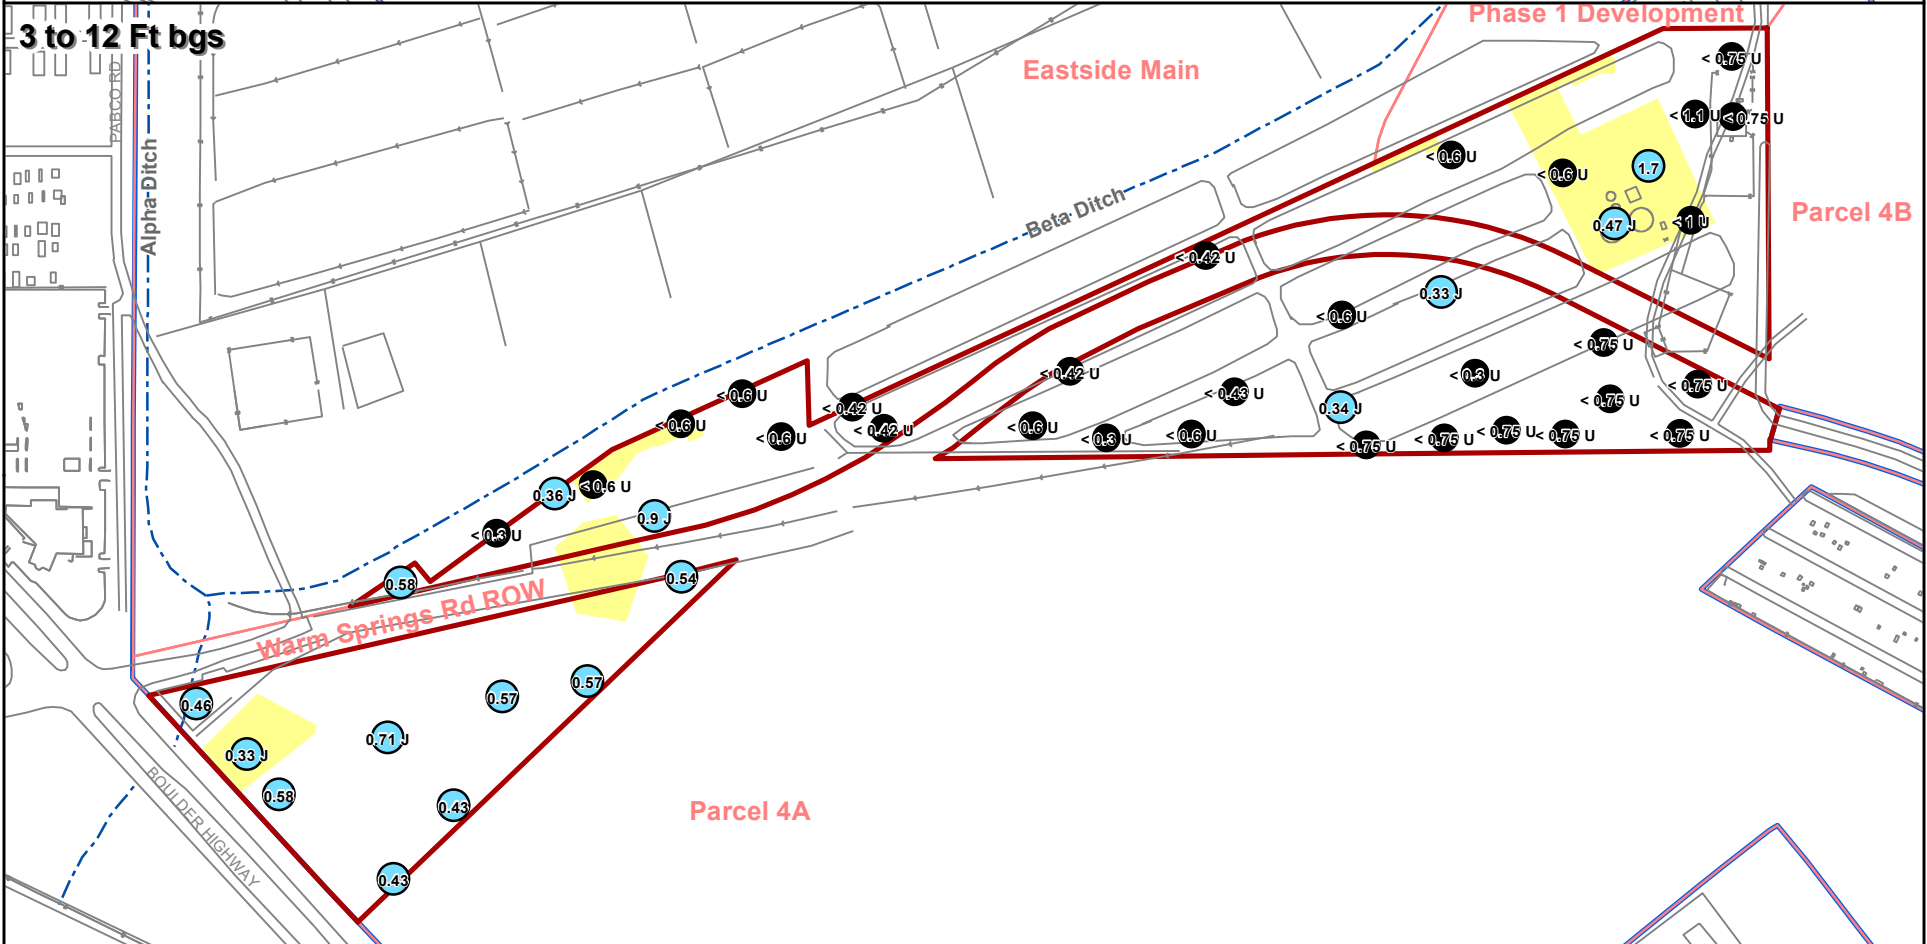 3 to 12 Ft bgs
Phase 1 Development
Eastside Main
PABCO RD
Alpha Ditch
Beta Ditch
Parcel 4B
< 0.75 U
< 1.1 U
< 0.75 U
< 0.6 U
< 0.6 U
1.7
0.47 J
< 1 U
< 0.42 U
0.33 J
< 0.6 U
< 0.75 U
< 0.42 U
< 0.3 U
< 0.75 U
< 0.6 U
< 0.43 U
< 0.75 U
< 0.42 U
0.34 J
< 0.6 U
< 0.42 U
< 0.6 U
< 0.6 U
< 0.3 U
< 0.6 U
< 0.75 U
< 0.75 U
< 0.75 U
< 0.75 U
< 0.75 U
0.36 J
< 0.6 U
0.9 J
< 0.3 U
0.58
0.54
Warm Springs Rd ROW
0.46
0.57
0.57
0.71 J
0.33 J
0.58
0.43
Parcel 4A
BOULDER HIGHWAY
0.43